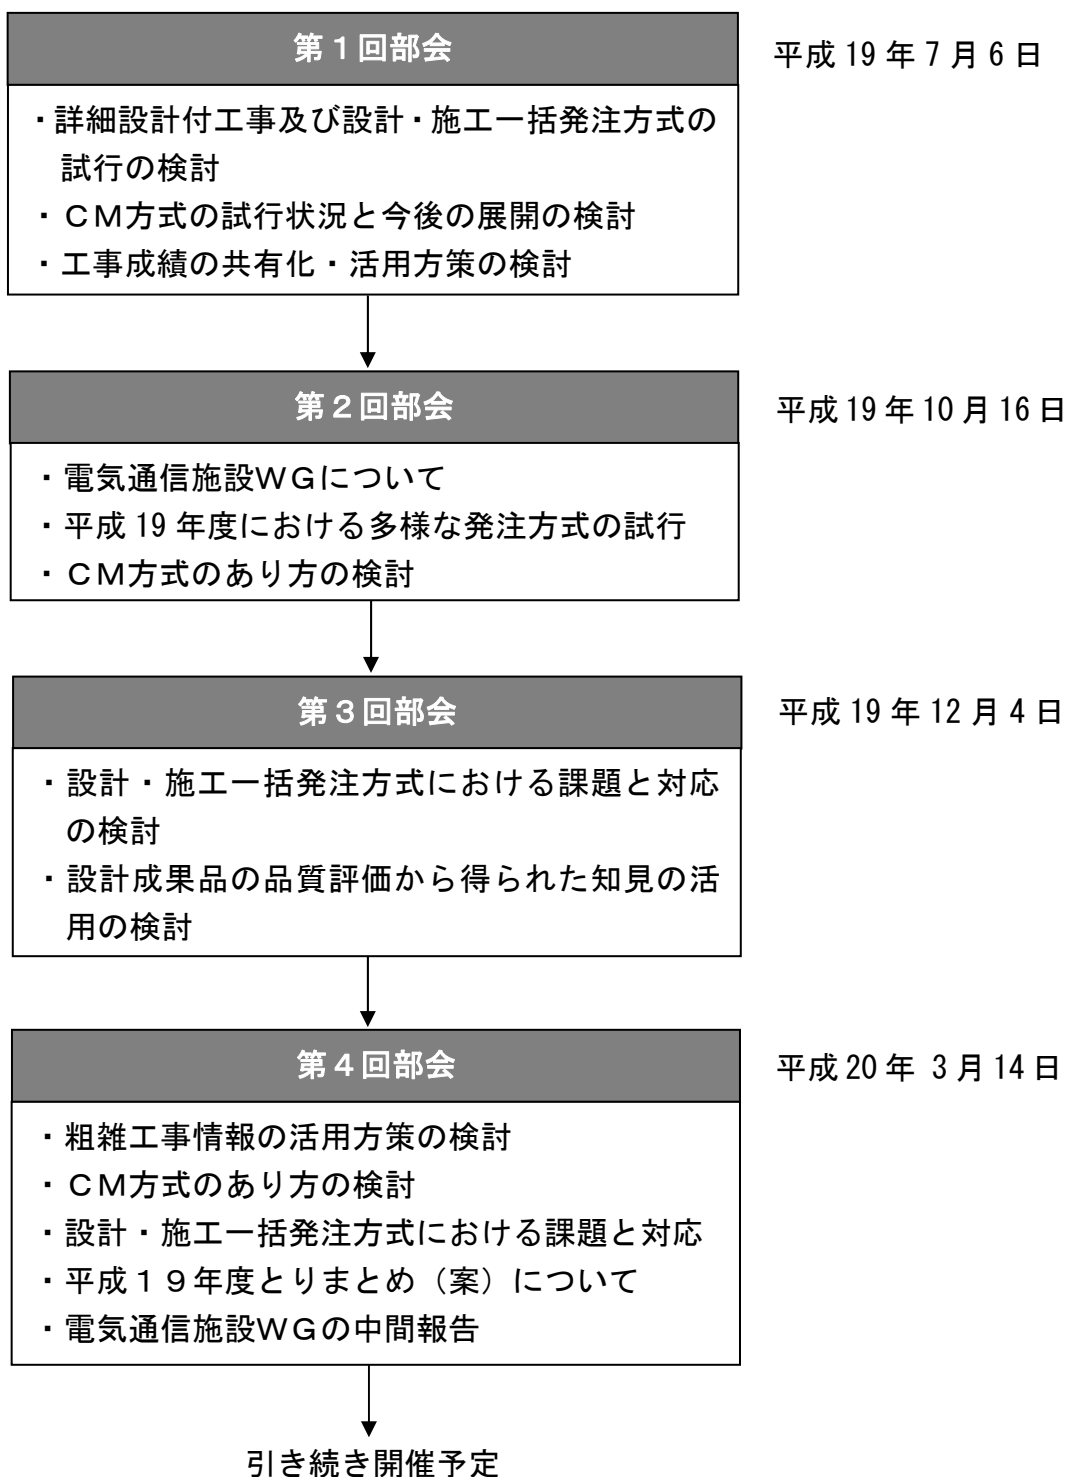 第１回部会
平成 19 年 7 月 6 日
・詳細設計付工事及び設計・施工一括発注方式の
試行の検討
・ＣＭ方式の試行状況と今後の展開の検討
・工事成績の共有化・活用方策の検討
第２回部会
平成 19 年 10 月 16 日
・電気通信施設ＷＧについて
・平成 19 年度における多様な発注方式の試行
・ＣＭ方式のあり方の検討
第３回部会
平成 19 年 12 月 4 日
・設計・施工一括発注方式における課題と対応
の検討
・設計成果品の品質評価から得られた知見の活
用の検討
第４回部会
平成 20 年 3 月 14 日
・粗雑工事情報の活用方策の検討
・ＣＭ方式のあり方の検討
・設計・施工一括発注方式における課題と対応
・平成１９年度とりまとめ（案）について
・電気通信施設ＷＧの中間報告
引き続き開催予定